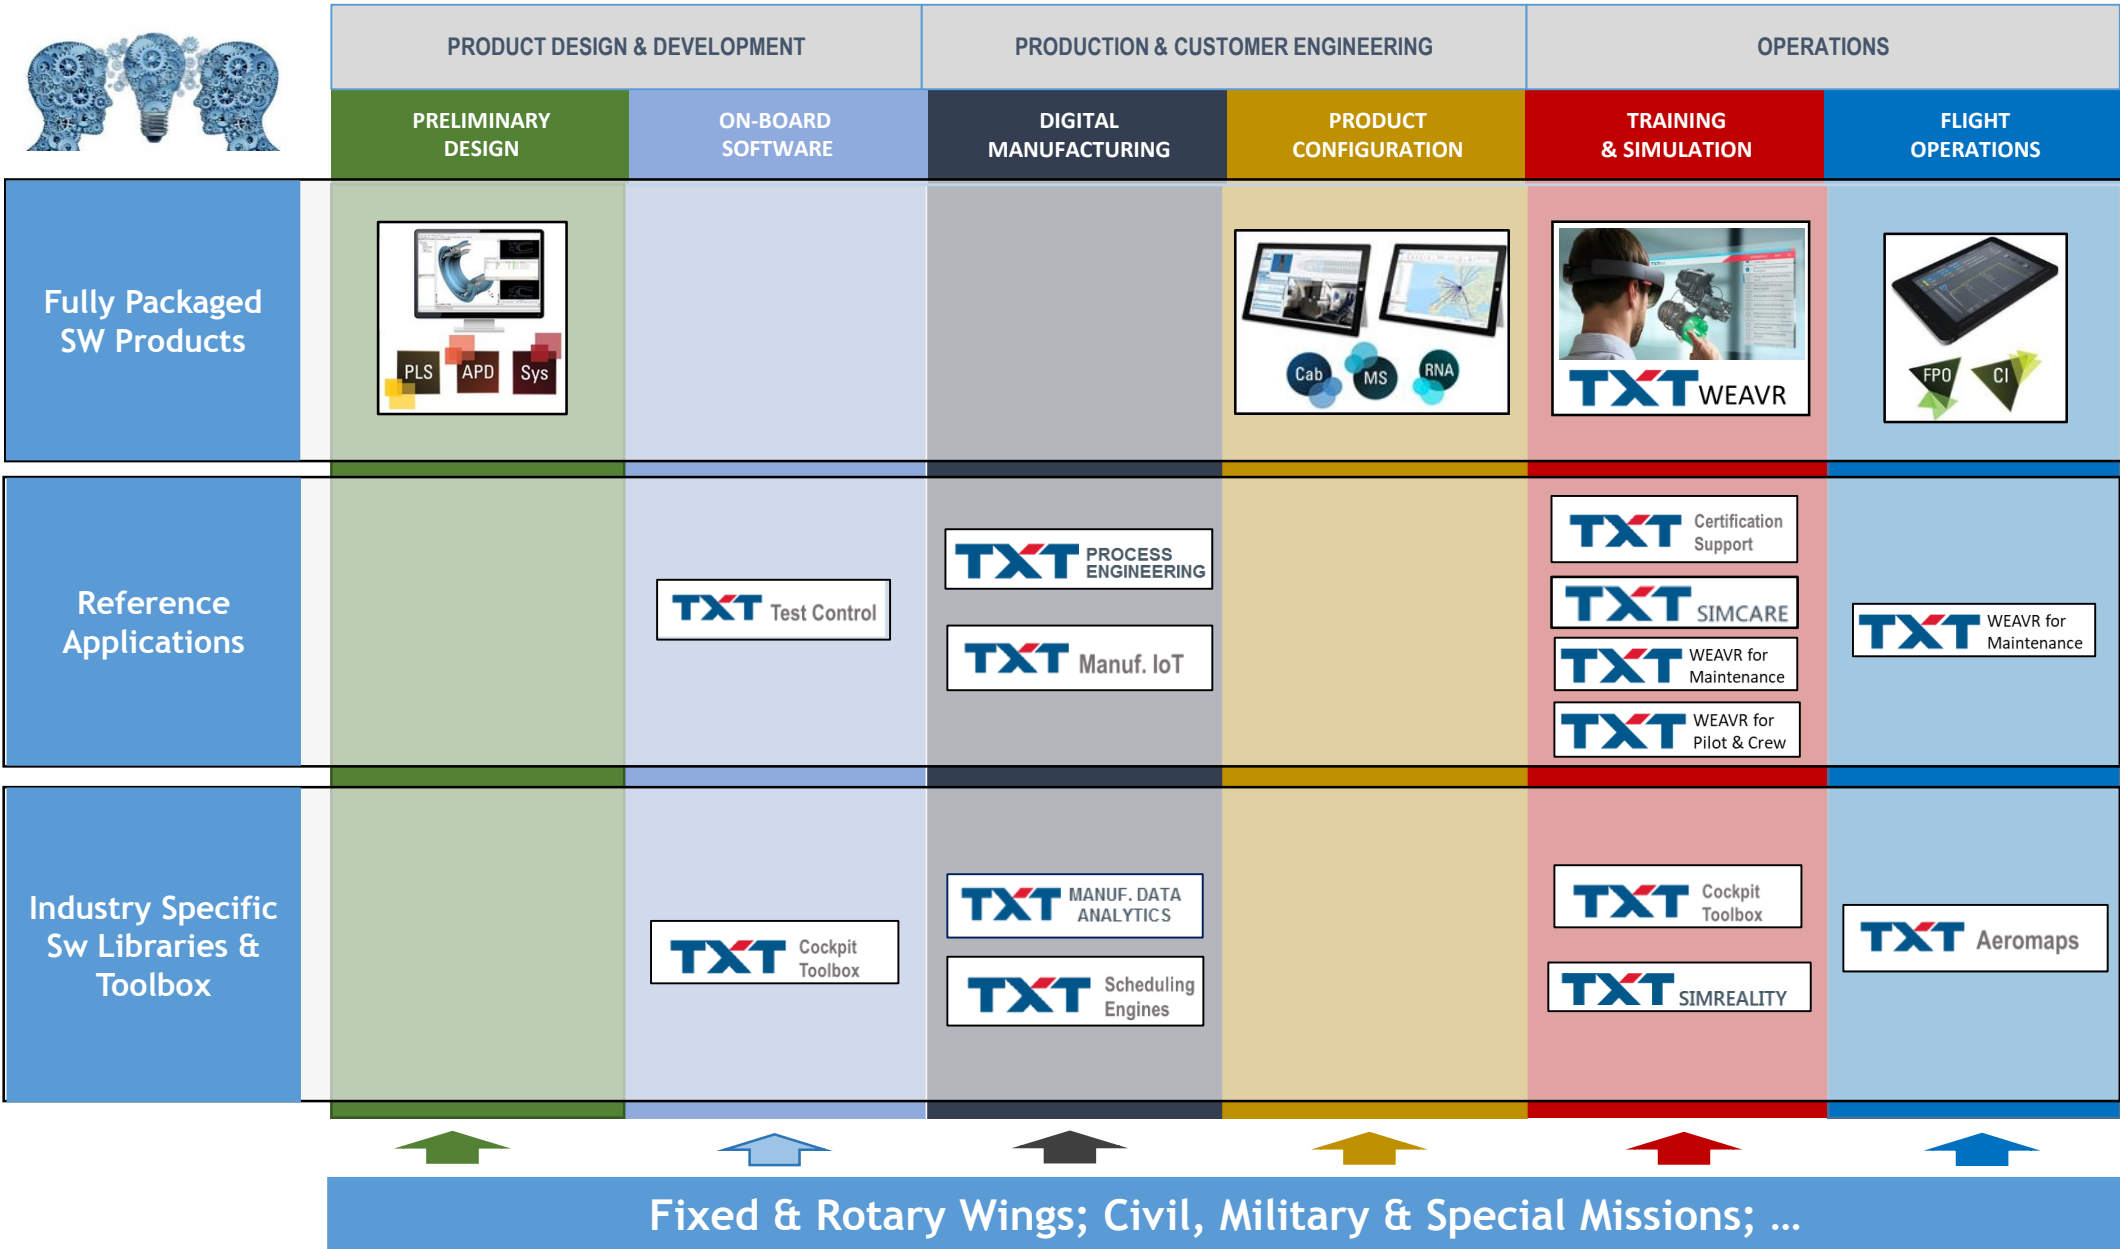 PRODUCT DESIGN & DEVELOPMENT
PRODUCTION & CUSTOMER ENGINEERING
OPERATIONS
PRELIMINARY
DESIGN
ON-BOARD
SOFTWARE
DIGITAL
MANUFACTURING
PRODUCT
CONFIGURATION
TRAINING
& SIMULATION
FLIGHT
OPERATIONS
Fully Packaged
SW Products
PLS
APD
Sys
Cab
MS
RNA
TXT WEAVR
FPO
CI
Reference
Applications
TXT Test Control
TXT PROCESS
ENGINEERING
TXT Manuf. IoT
TXT Certification
Support
TXT SIMCARE
TXT WEAVR for
Maintenance
TXT WEAVR for
Pilot & Crew
TXT WEAVR for
Maintenance
Industry Specific
Sw Libraries &
Toolbox
TXT Cockpit
Toolbox
TXT MANUF. DATA
ANALYTICS
TXT Scheduling
Engines
TXT Cockpit
Toolbox
TXT SIMREALITY
TXT Aeromaps
Fixed & Rotary Wings; Civil, Military & Special Missions; ...